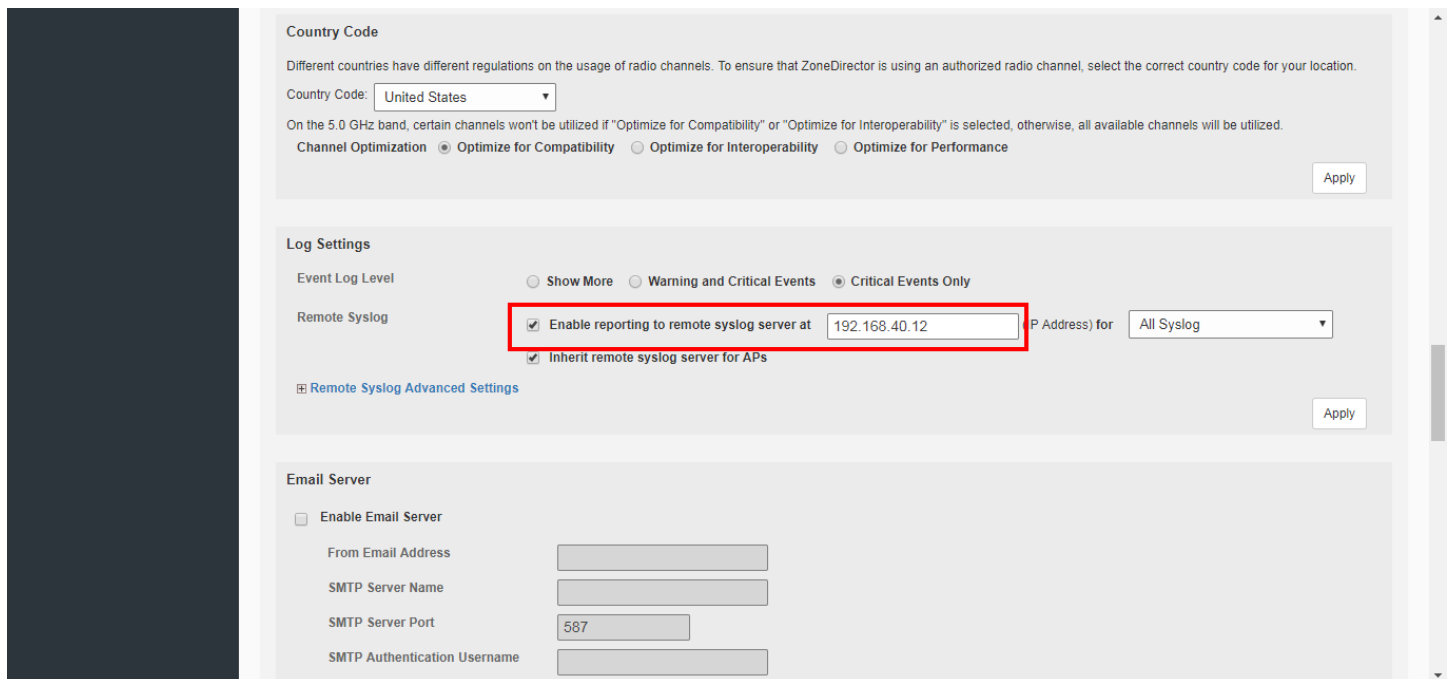 Country Code
Different countries have different regulations on the usage of radio channels. To ensure that ZoneDirector is using an authorized radio channel, select the correct country code for your location.
Country Code: United States
On the 5.0 GHz band, certain channels won't be utilized if "Optimize for Compatibility" or "Optimize for Interoperability" is selected, otherwise, all available channels will be utilized.
Channel Optimization Optimize for Compatibility Optimize for Interoperability Optimize for Performance
Apply
Log Settings
Event Log Level Show More Warning and Critical Events Critical Events Only
Remote Syslog Enable reporting to remote syslog server at 192.168.40.12 P Address) for All Syslog
Inherit remote syslog server for APs
Remote Syslog Advanced Settings
Apply
Email Server
Enable Email Server
From Email Address
SMTP Server Name
SMTP Server Port 587
SMTP Authentication Username